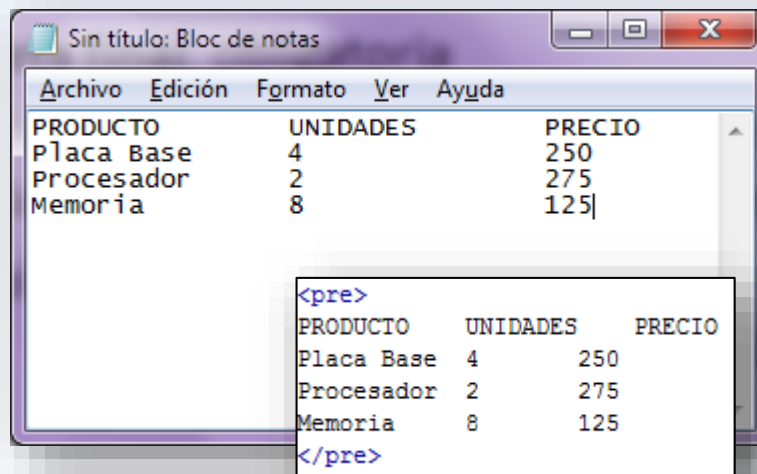 Sin título: Bloc de notas
Archivo Edición Formato Ver Ayuda
PRODUCTO UNIDADES PRECIO
Placa Base 4 250
Procesador 2 275
Memoria 8 125
<pre>
PRODUCTO UNIDADES PRECIO
Placa Base 4 250
Procesador 2 275
Memoria 8 125
</pre>